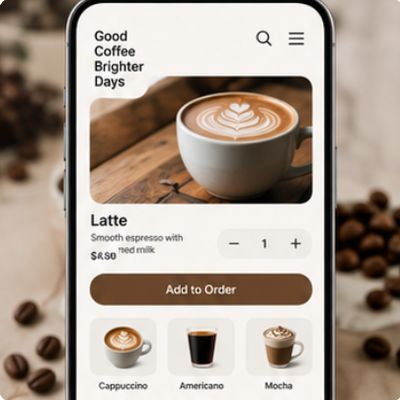 Good
Coffee
Brighter
Days
Latte
Smooth espresso with
milk
− 1 +
Add to Order
Cappuccino
Americano
Mocha